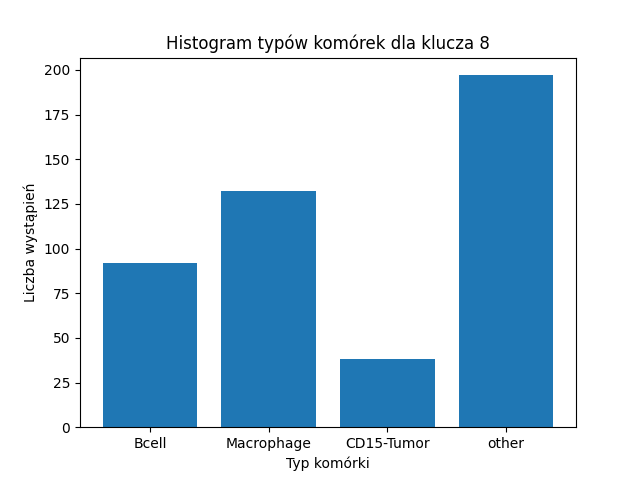 Histogram typów komórek dla klucza 8
Liczba wystąpień
200
175
150
125
100
75
50
25
0
Bcell Macrophage CD15-Tumor other
Typ komórki